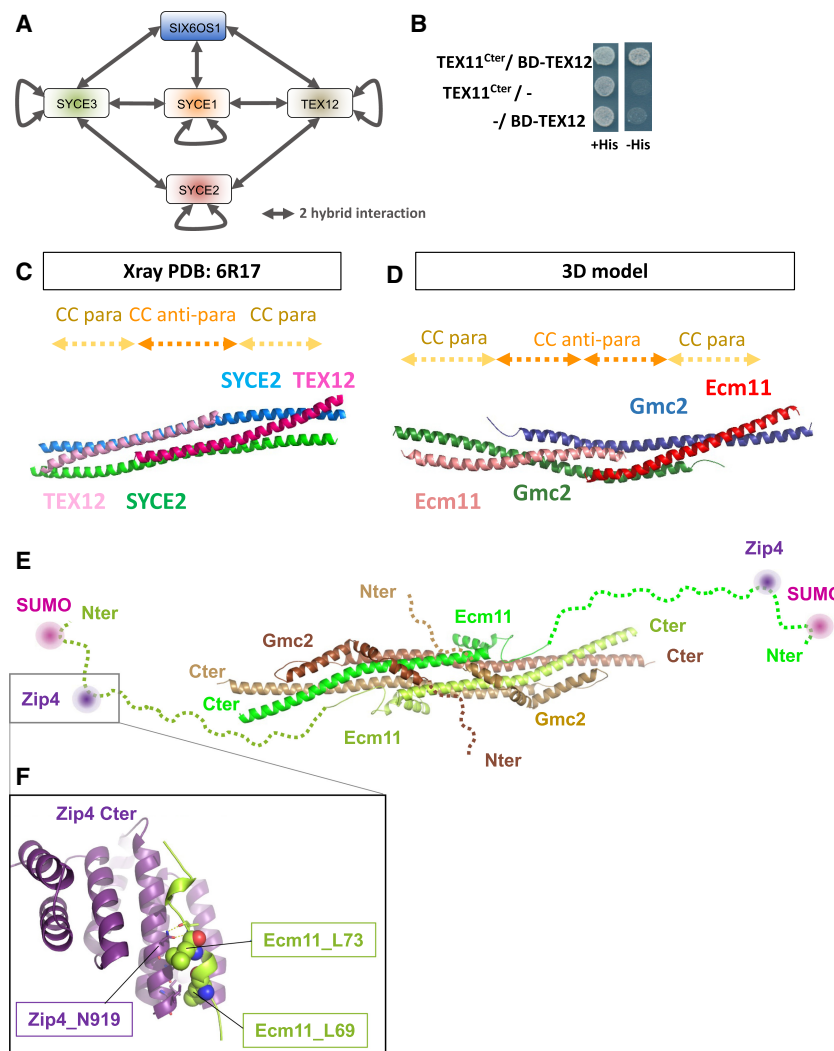 A
SIX6OS1
SYCE3
SYCE1
TEX12
SYCE2
2 hybrid interaction
B
TEX11Cter/ BD-TEX12
TEX11Cter / -
-/ BD-TEX12
+His -His
C
Xray PDB: 6R17
CC para CC anti-para CC para
SYCE2 TEX12
TEX12 SYCE2
D
3D model
CC para CC anti-para CC para
Ecm11
Gmc2
Gmc2
Ecm11
E
Zip4
SUMO
Nter
Nter
Ecm11
SUMO
Gmc2
Cter
Cter
Cter
Nter
Zip4
Cter
Gmc2
Ecm11
Nter
F
Zip4 Cter
Ecm11_L73
Zip4_N919
Ecm11_L69